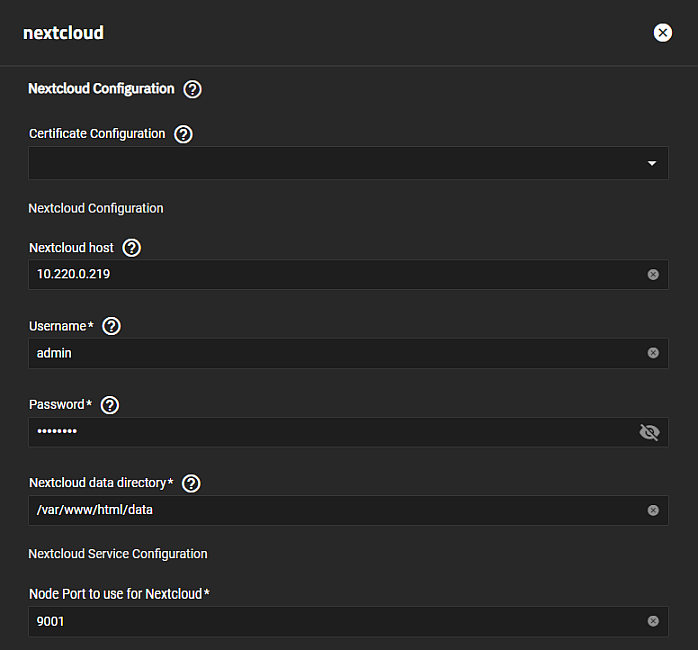 nextcloud
Nextcloud Configuration
Certificate Configuration
Nextcloud Configuration
Nextcloud host
10.220.0.219
Username*
admin
Password*
••••••••
Nextcloud data directory*
/var/www/html/data
Nextcloud Service Configuration
Node Port to use for Nextcloud*
9001